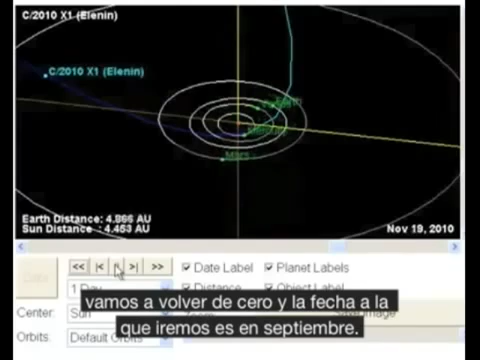 C/2010 X1 (Elenin)
C/2010 X1 (Elenin)
Mars
Earth Distance: 4.866 AU
Sun Distance : 4.453 AU
Nov 19, 2010
<< |< >| >>
Date Label
Planet Labels
1 Day
Distance
Object Label
vamos a volver de cero y la fecha a la
que iremos es en septiembre.
Center:
Sun
Orbits:
Default Orbits